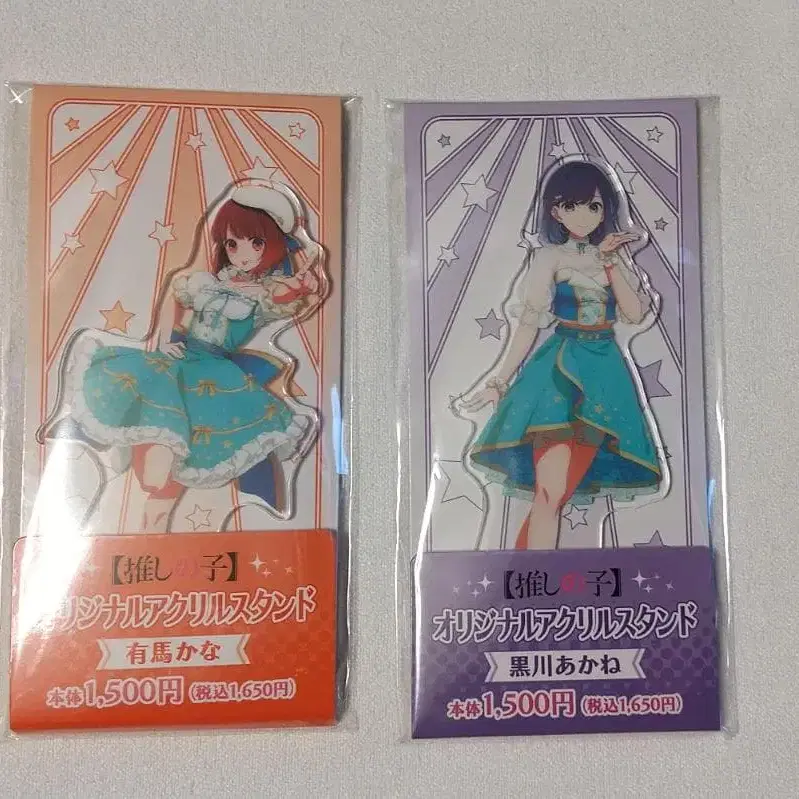 【推しの子】
オリジナルアクリルスタンド
有馬かな
本体1,500円(税込1,650円)
【推しの子】
オリジナルアクリルスタンド
黒川あかね
本体1,500円(税込1,650円)